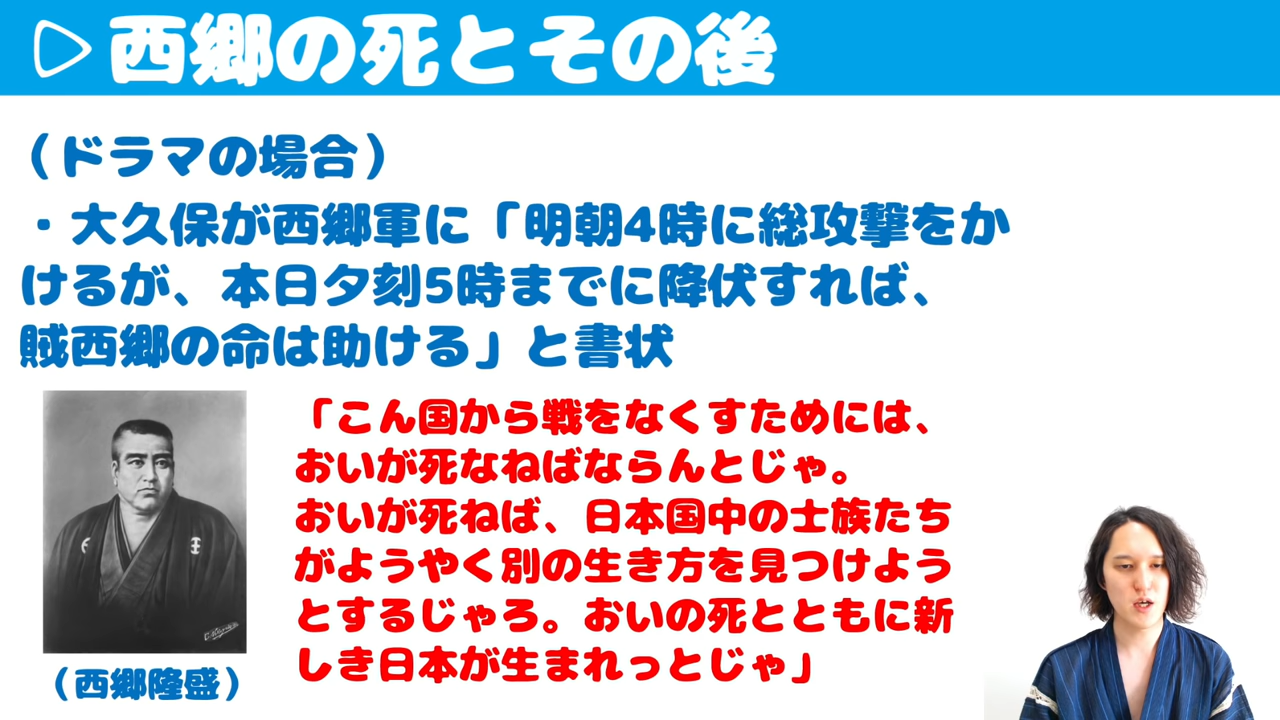 西郷の死とその後
（ドラマの場合）
・大久保が西郷軍に「明朝4時に総攻撃をか
けるが、本日夕刻5時までに降伏すれば、
賊西郷の命は助ける」と書状
「こん国から戦をなくすためには、
おいが死なねばならんとじゃ。
おいが死ねば、日本国中の士族たち
がようやく別の生き方を見つけよう
とするじゃろ。おいの死とともに新
しき日本が生まれっとじゃ」
（西郷隆盛）